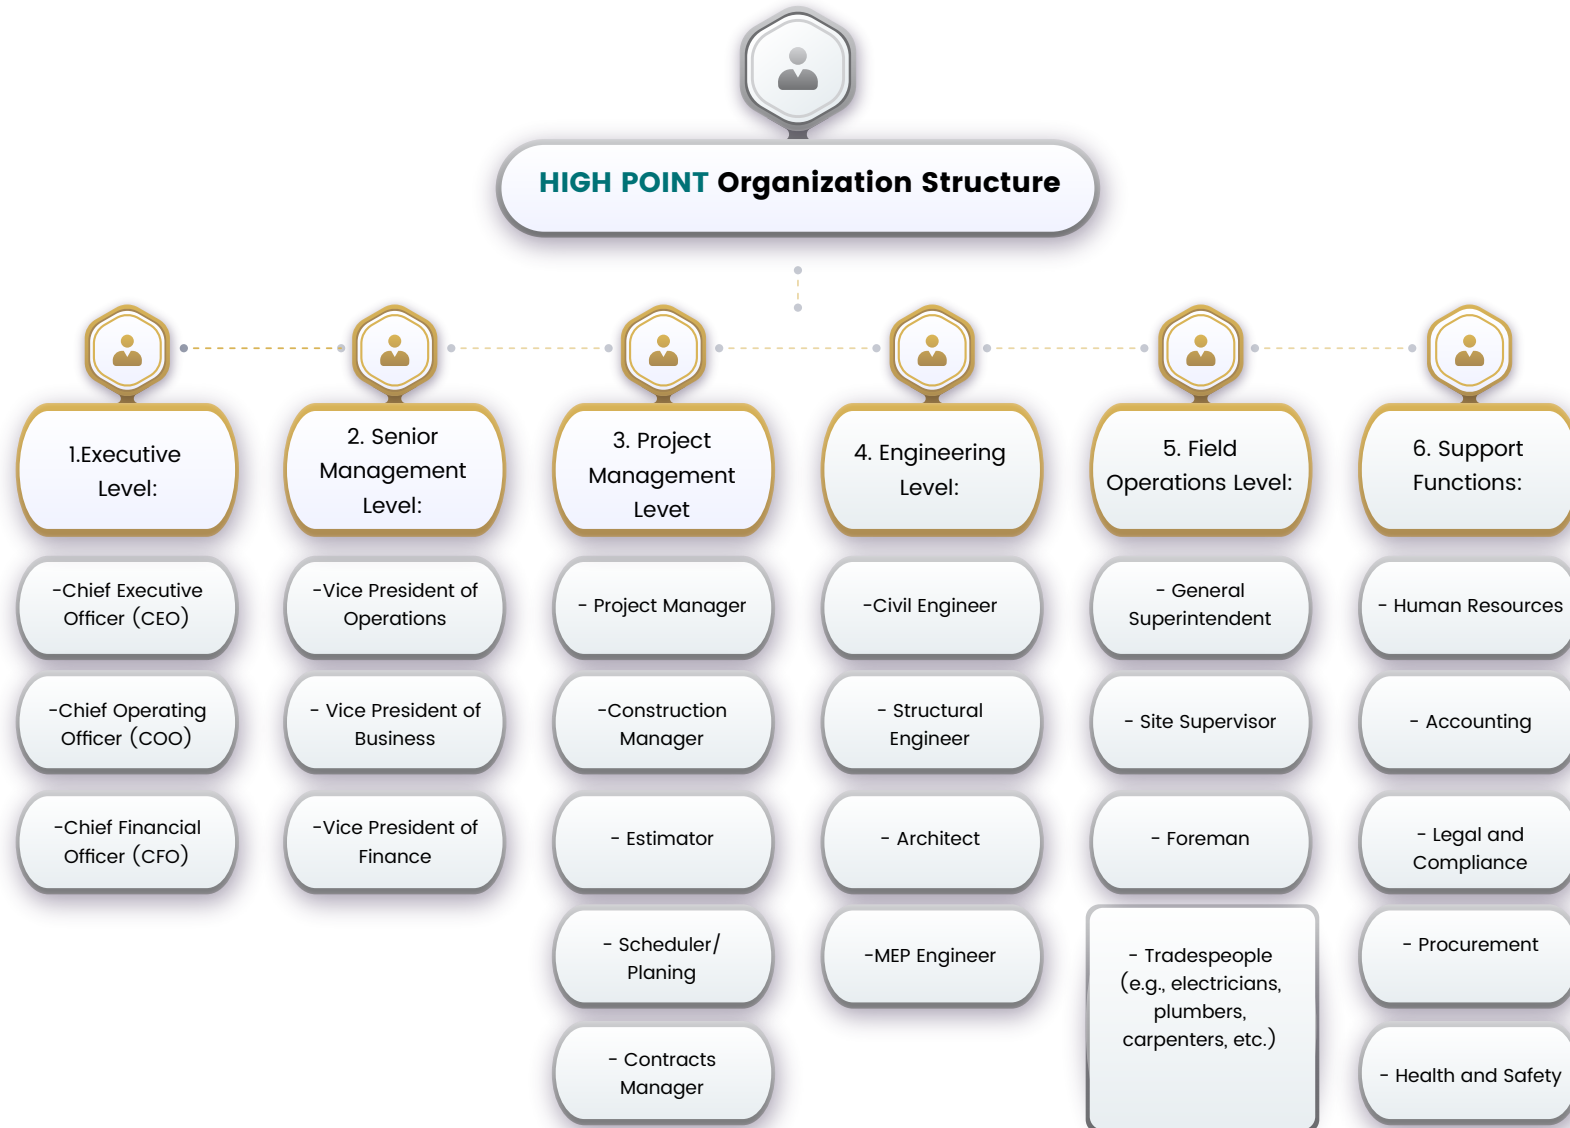 HIGH POINT Organization Structure
1.Executive
Level:
-Chief Executive
Officer (CEO)
-Chief Operating
Officer (COO)
-Chief Financial
Officer (CFO)
2. Senior
Management
Level:
-Vice President of
Operations
- Vice President of
Business
-Vice President of
Finance
3. Project
Management
Levet
- Project Manager
-Construction
Manager
- Estimator
- Scheduler/
Planing
- Contracts
Manager
4. Engineering
Level:
-Civil Engineer
- Structural
Engineer
- Architect
-MEP Engineer
5. Field
Operations Level:
- General
Superintendent
- Site Supervisor
- Foreman
- Tradespeople
(e.g., electricians,
plumbers,
carpenters, etc.)
6. Support
Functions:
- Human Resources
- Accounting
- Legal and
Compliance
- Procurement
- Health and Safety